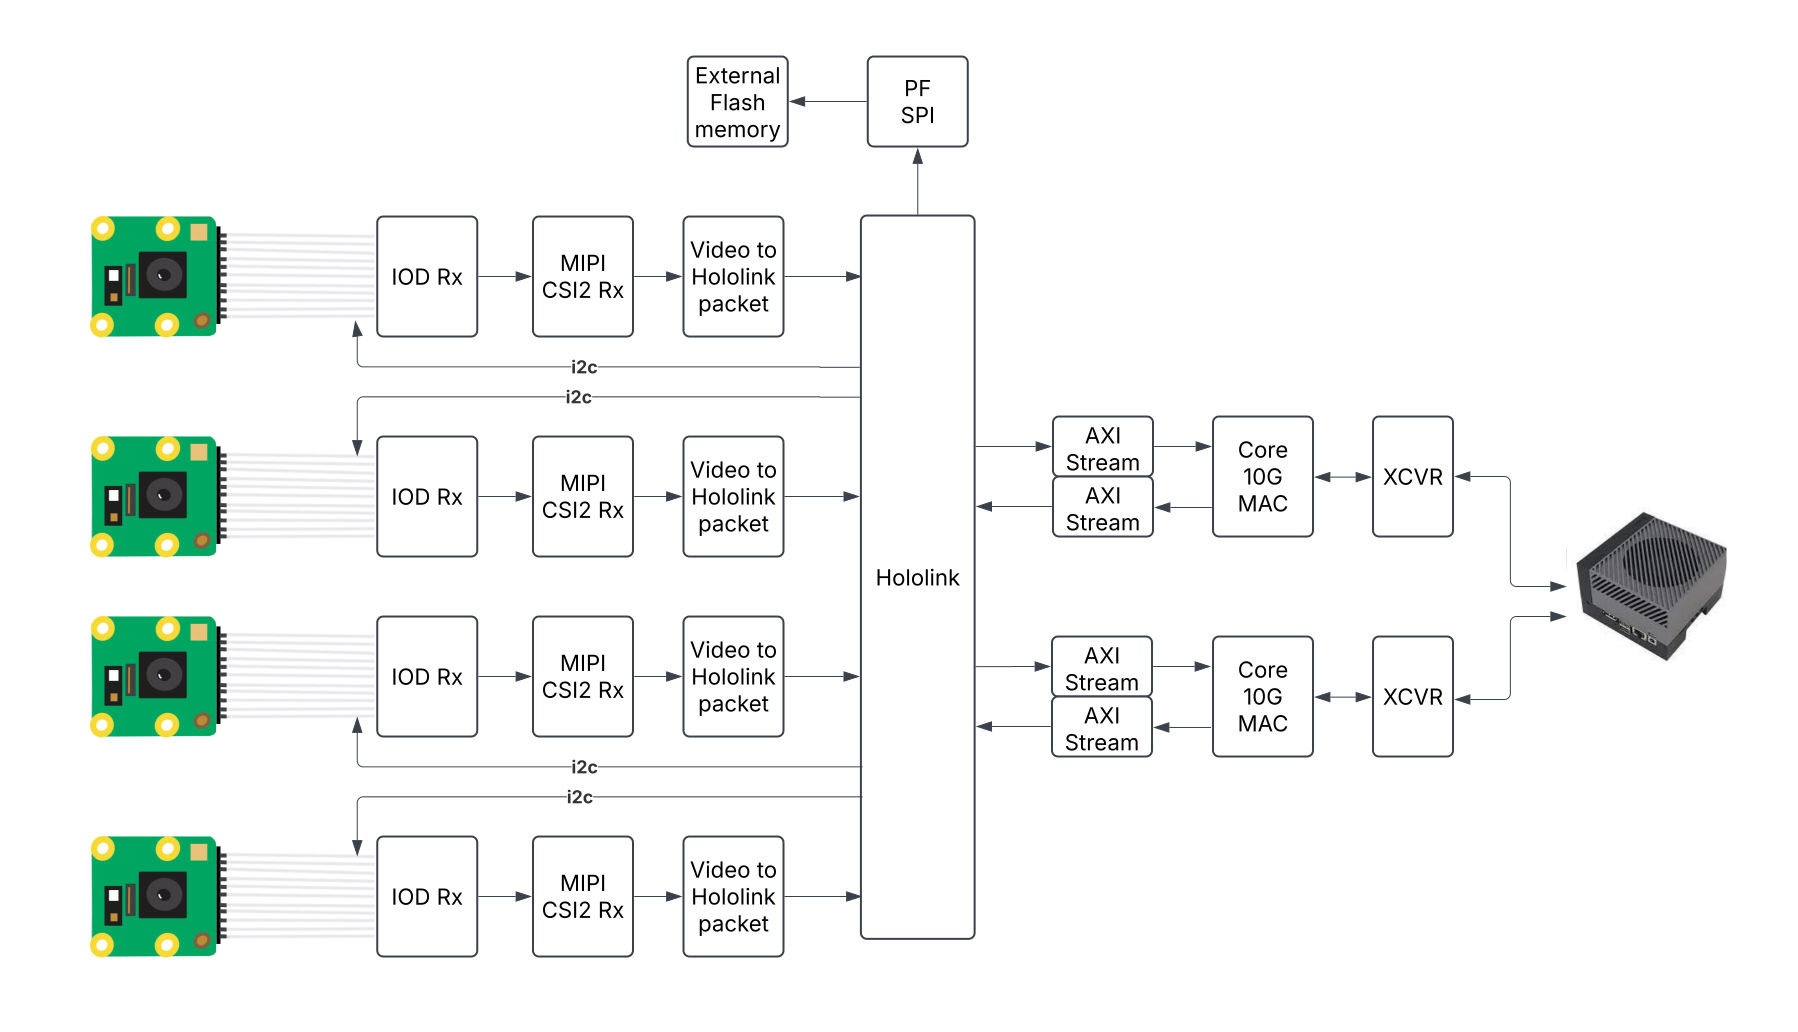 External
Flash
memory
PF
SPI
IOD Rx
MIPI
CSI2 Rx
Video to
Hololink
packet
i2c
i2c
IOD Rx
MIPI
CSI2 Rx
Video to
Hololink
packet
IOD Rx
MIPI
CSI2 Rx
Video to
Hololink
packet
i2c
i2c
IOD Rx
MIPI
CSI2 Rx
Video to
Hololink
packet
Hololink
AXI
Stream
AXI
Stream
Core
10G
MAC
XCVR
AXI
Stream
AXI
Stream
Core
10G
MAC
XCVR